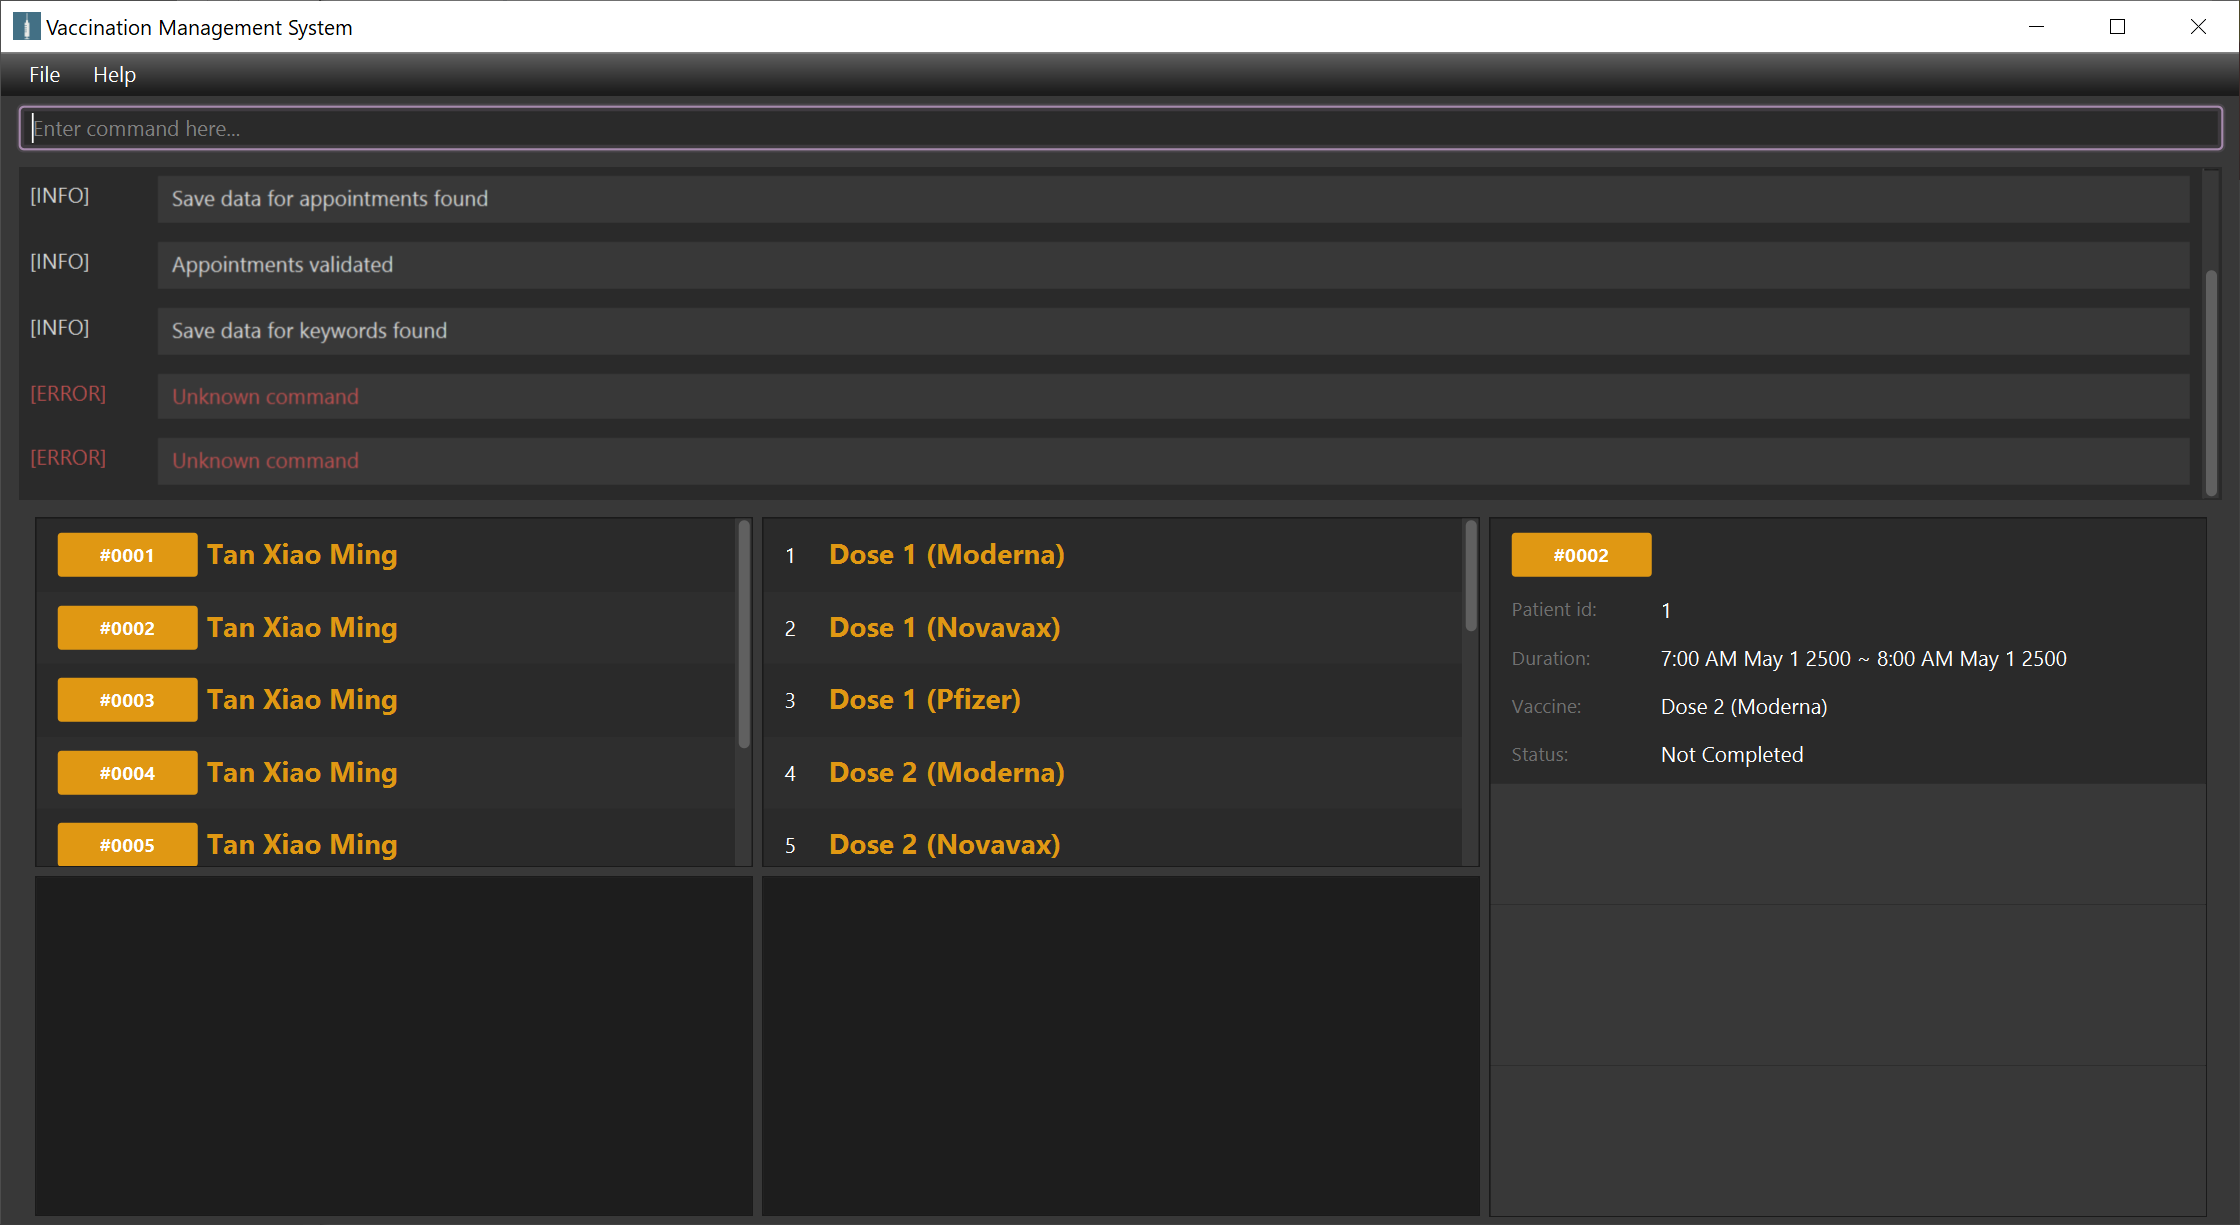 Vaccination Management System
File Help
Enter command here...
[INFO] Save data for appointments found
[INFO] Appointments validated
[INFO] Save data for keywords found
[ERROR] Unknown command
[ERROR] Unknown command
#0001 Tan Xiao Ming
#0002 Tan Xiao Ming
#0003 Tan Xiao Ming
#0004 Tan Xiao Ming
#0005 Tan Xiao Ming
1 Dose 1 (Moderna)
2 Dose 1 (Novavax)
3 Dose 1 (Pfizer)
4 Dose 2 (Moderna)
5 Dose 2 (Novavax)
#0002
Patient id: 1
Duration: 7:00 AM May 1 2500 ~ 8:00 AM May 1 2500
Vaccine: Dose 2 (Moderna)
Status: Not Completed